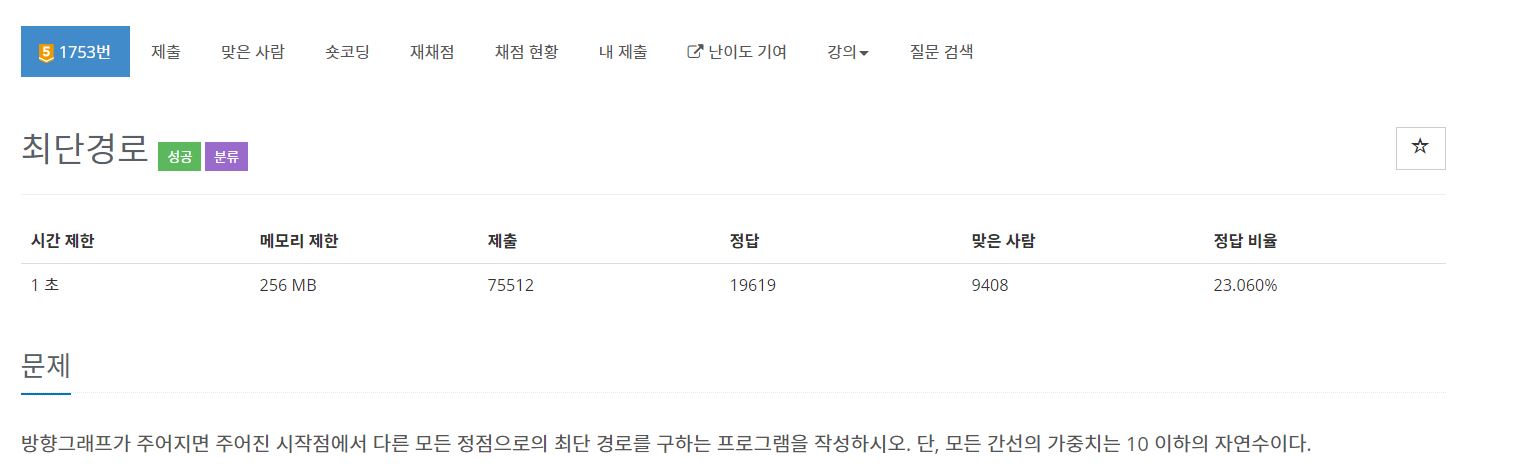 5 1753번 제출 맞은 사람 숏코딩 재채점 채점 현황 내 제출 난이도 기여 강의 질문 검색
최단경로 성공 분류
시간 제한 메모리 제한 제출 정답 맞은 사람 정답 비율
1 초 256 MB 75512 19619 9408 23.060%
문제
방향그래프가 주어지면 주어진 시작점에서 다른 모든 정점으로의 최단 경로를 구하는 프로그램을 작성하시오. 단, 모든 간선의 가중치는 10 이하의 자연수이다.